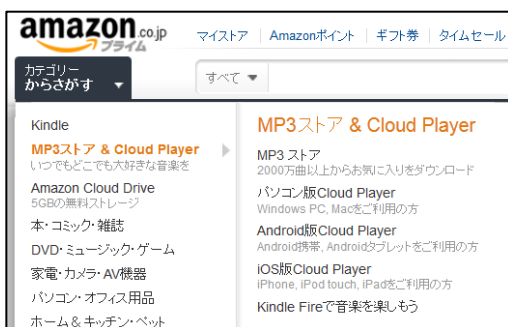 amazon.co.jp
プライム
マイストア | Amazonポイント | ギフト券 | タイムセール
カテゴリー
からさがす
すべて
Kindle
MP3ストア & Cloud Player
いつでもどこでも大好きな音楽を
Amazon Cloud Drive
5GBの無料ストレージ
本・コミック・雑誌
DVD・ミュージック・ゲーム
家電・カメラ・AV機器
パソコン・オフィス用品
ホーム＆キッチン・ペット
MP3ストア & Cloud Player
MP3 ストア
2000万曲以上からお気に入りをダウンロード
パソコン版Cloud Player
Windows PC, Macをご利用の方
Android版Cloud Player
Android携帯、Androidタブレットをご利用の方
iOS版Cloud Player
iPhone, iPod touch, iPadをご利用の方
Kindle Fireで音楽を楽しもう